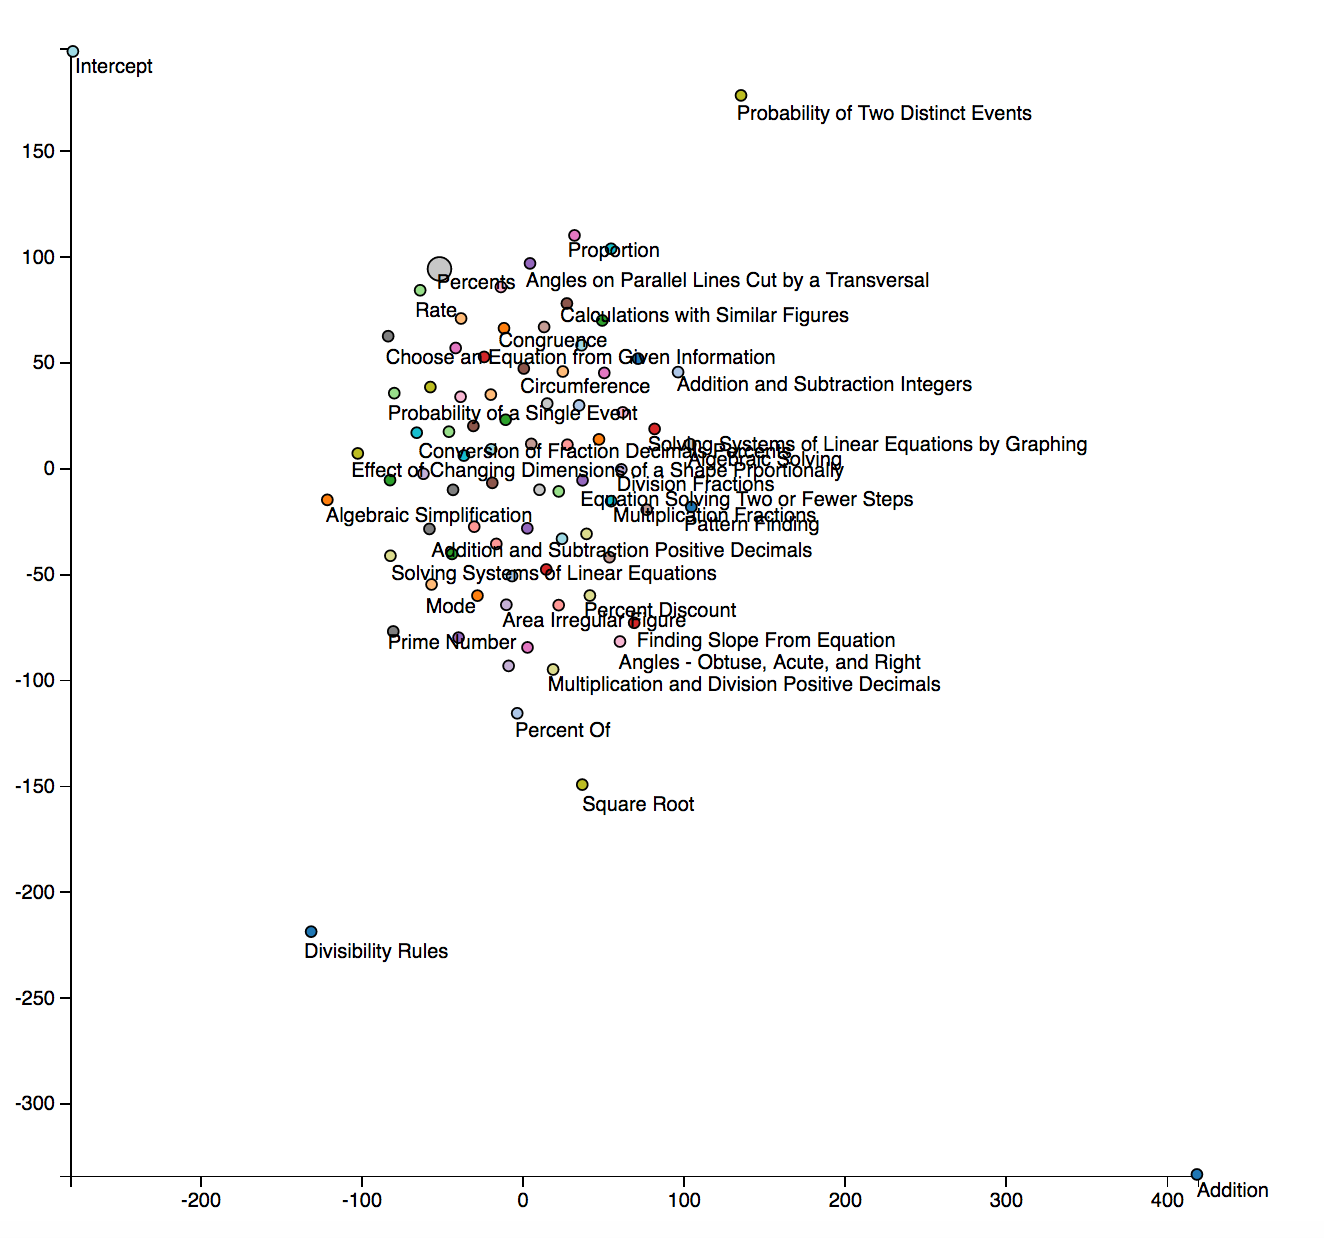 Intercept
Probability of Two Distinct Events
150
100
Proportion
Percents
Angles on Parallel Lines Cut by a Transversal
Rate
Calculations with Similar Figures
Congruence
50
Choose an Equation from Given Information
Circumference
Addition and Subtraction Integers
Probability of a Single Event
Solving Systems of Linear Equations by Graphing
Conversion of Fraction Decimals Percents
Algebraic Solving
0
Effect of Changing Dimensions of a Shape Prportionally
Division Fractions
Equation Solving Two or Fewer Steps
Algebraic Simplification
Multiplication Fractions
Pattern Finding
Addition and Subtraction Positive Decimals
-50
Solving Systems of Linear Equations
Mode
Percent Discount
Area Irregular Figure
Prime Number
Finding Slope From Equation
Angles - Obtuse, Acute, and Right
-100
Multiplication and Division Positive Decimals
Percent Of
-150
Square Root
-200
Divisibility Rules
-250
-300
Addition
-200 -100 0 100 200 300 400